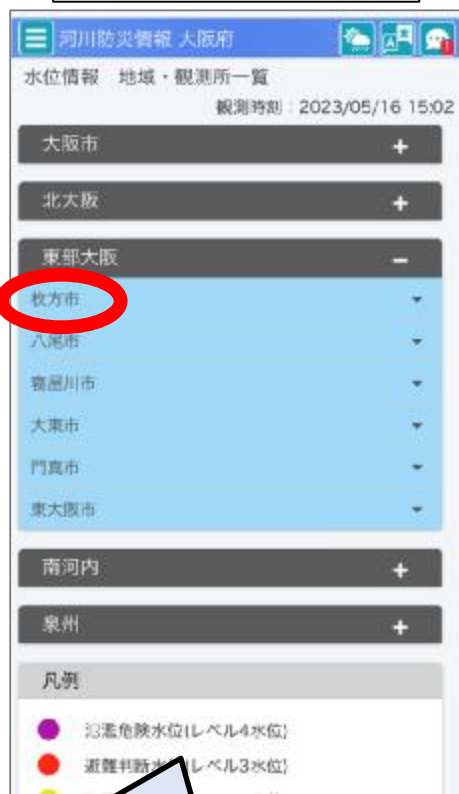 河川防災情報 大阪府
水位情報 地域・観測所一覧
観測時刻：2023/05/16 15:02
大阪市 +
北大阪 +
東部大阪 −
枚方市
八尾市
寝屋川市
大東市
門真市
東大阪市
南河内 +
泉州 +
凡例
氾濫危険水位(レベル4水位)
避難判断水位(レベル3水位)